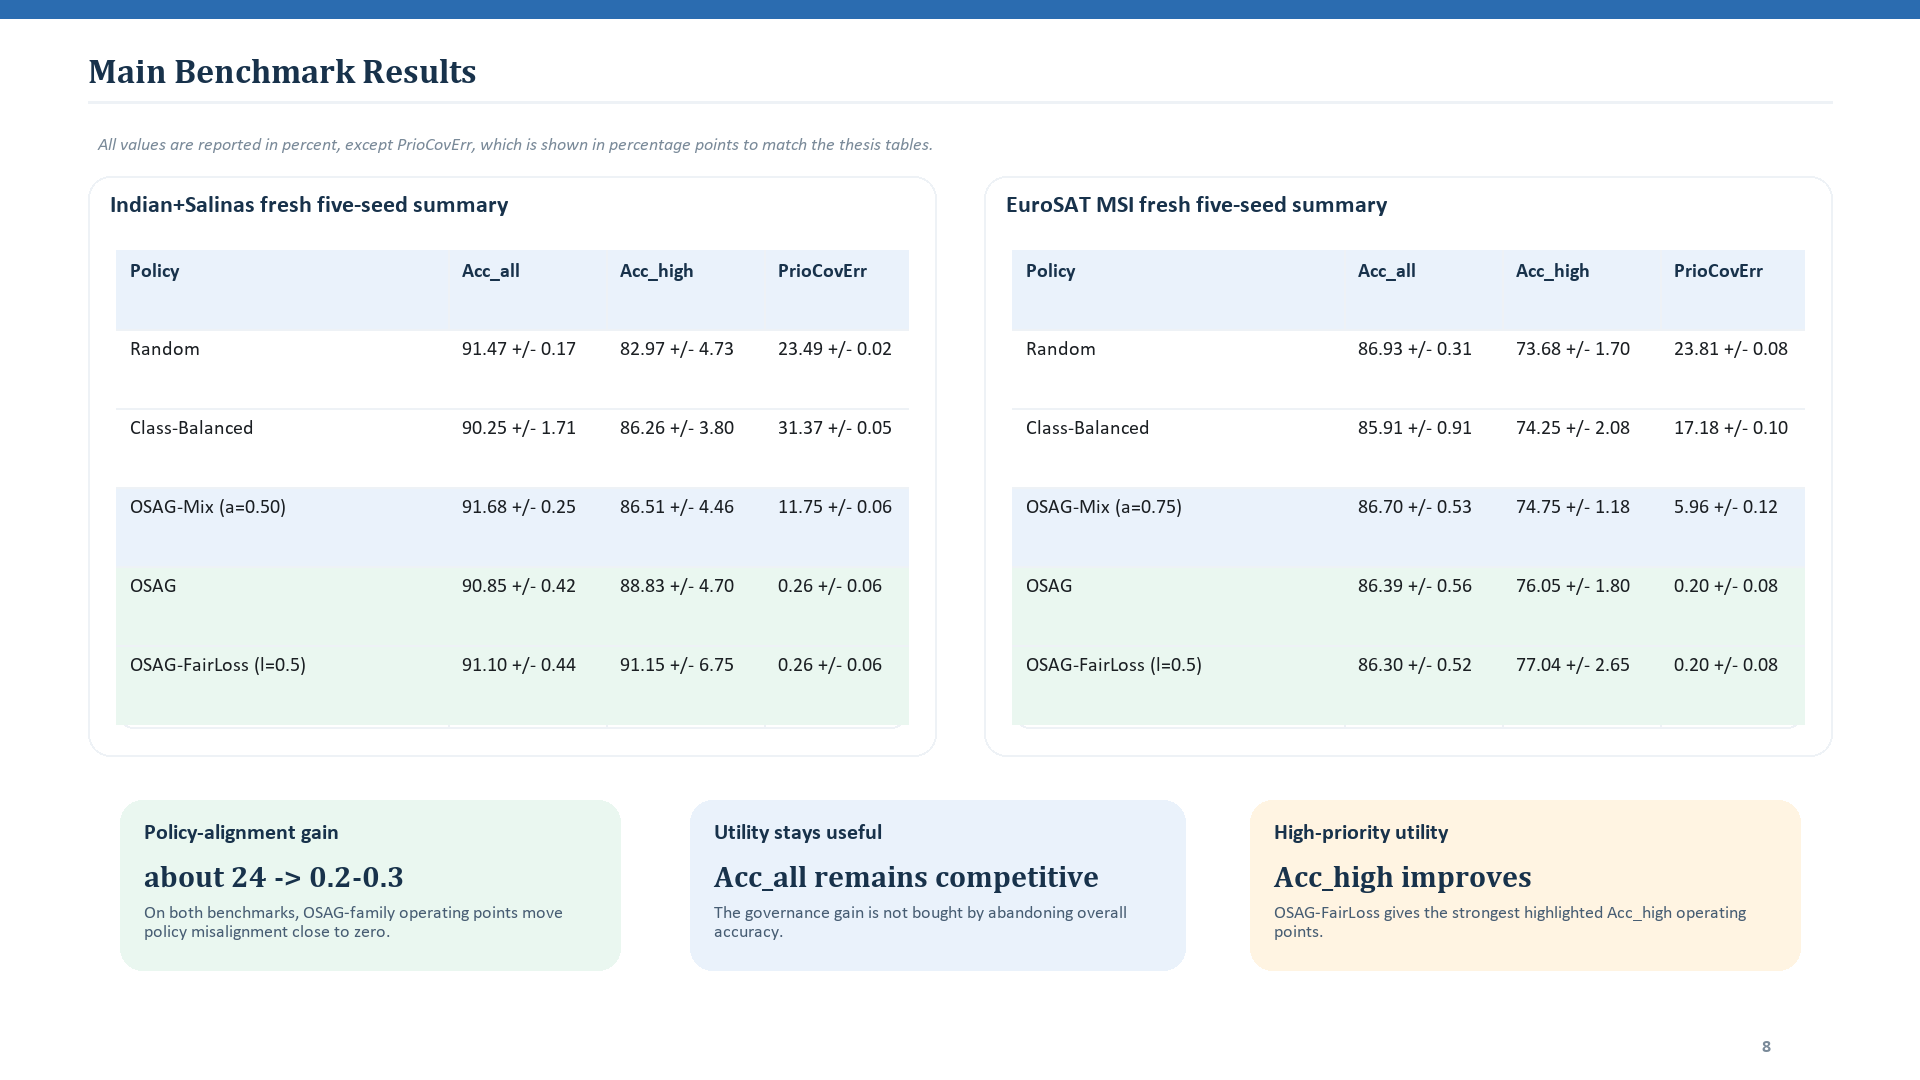 Main Benchmark Results
All values are reported in percent, except PrioCovErr, which is shown in percentage points to match the thesis tables.
Indian+Salinas fresh five-seed summary
Policy Acc_all Acc_high PrioCovErr
Random 91.47 +/- 0.17 82.97 +/- 4.73 23.49 +/- 0.02
Class-Balanced 90.25 +/- 1.71 86.26 +/- 3.80 31.37 +/- 0.05
OSAG-Mix (a=0.50) 91.68 +/- 0.25 86.51 +/- 4.46 11.75 +/- 0.06
OSAG 90.85 +/- 0.42 88.83 +/- 4.70 0.26 +/- 0.06
OSAG-FairLoss (l=0.5) 91.10 +/- 0.44 91.15 +/- 6.75 0.26 +/- 0.06
EuroSAT MSI fresh five-seed summary
Policy Acc_all Acc_high PrioCovErr
Random 86.93 +/- 0.31 73.68 +/- 1.70 23.81 +/- 0.08
Class-Balanced 85.91 +/- 0.91 74.25 +/- 2.08 17.18 +/- 0.10
OSAG-Mix (a=0.75) 86.70 +/- 0.53 74.75 +/- 1.18 5.96 +/- 0.12
OSAG 86.39 +/- 0.56 76.05 +/- 1.80 0.20 +/- 0.08
OSAG-FairLoss (l=0.5) 86.30 +/- 0.52 77.04 +/- 2.65 0.20 +/- 0.08
Policy-alignment gain
about 24 -> 0.2-0.3
On both benchmarks, OSAG-family operating points move
policy misalignment close to zero.
Utility stays useful
Acc_all remains competitive
The governance gain is not bought by abandoning overall
accuracy.
High-priority utility
Acc_high improves
OSAG-FairLoss gives the strongest highlighted Acc_high operating
points.
8